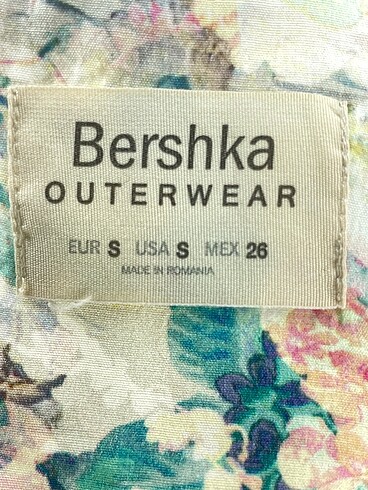 Bershka
OUTERWEAR
EUR S USA S MEX 26
MADE IN ROMANIA